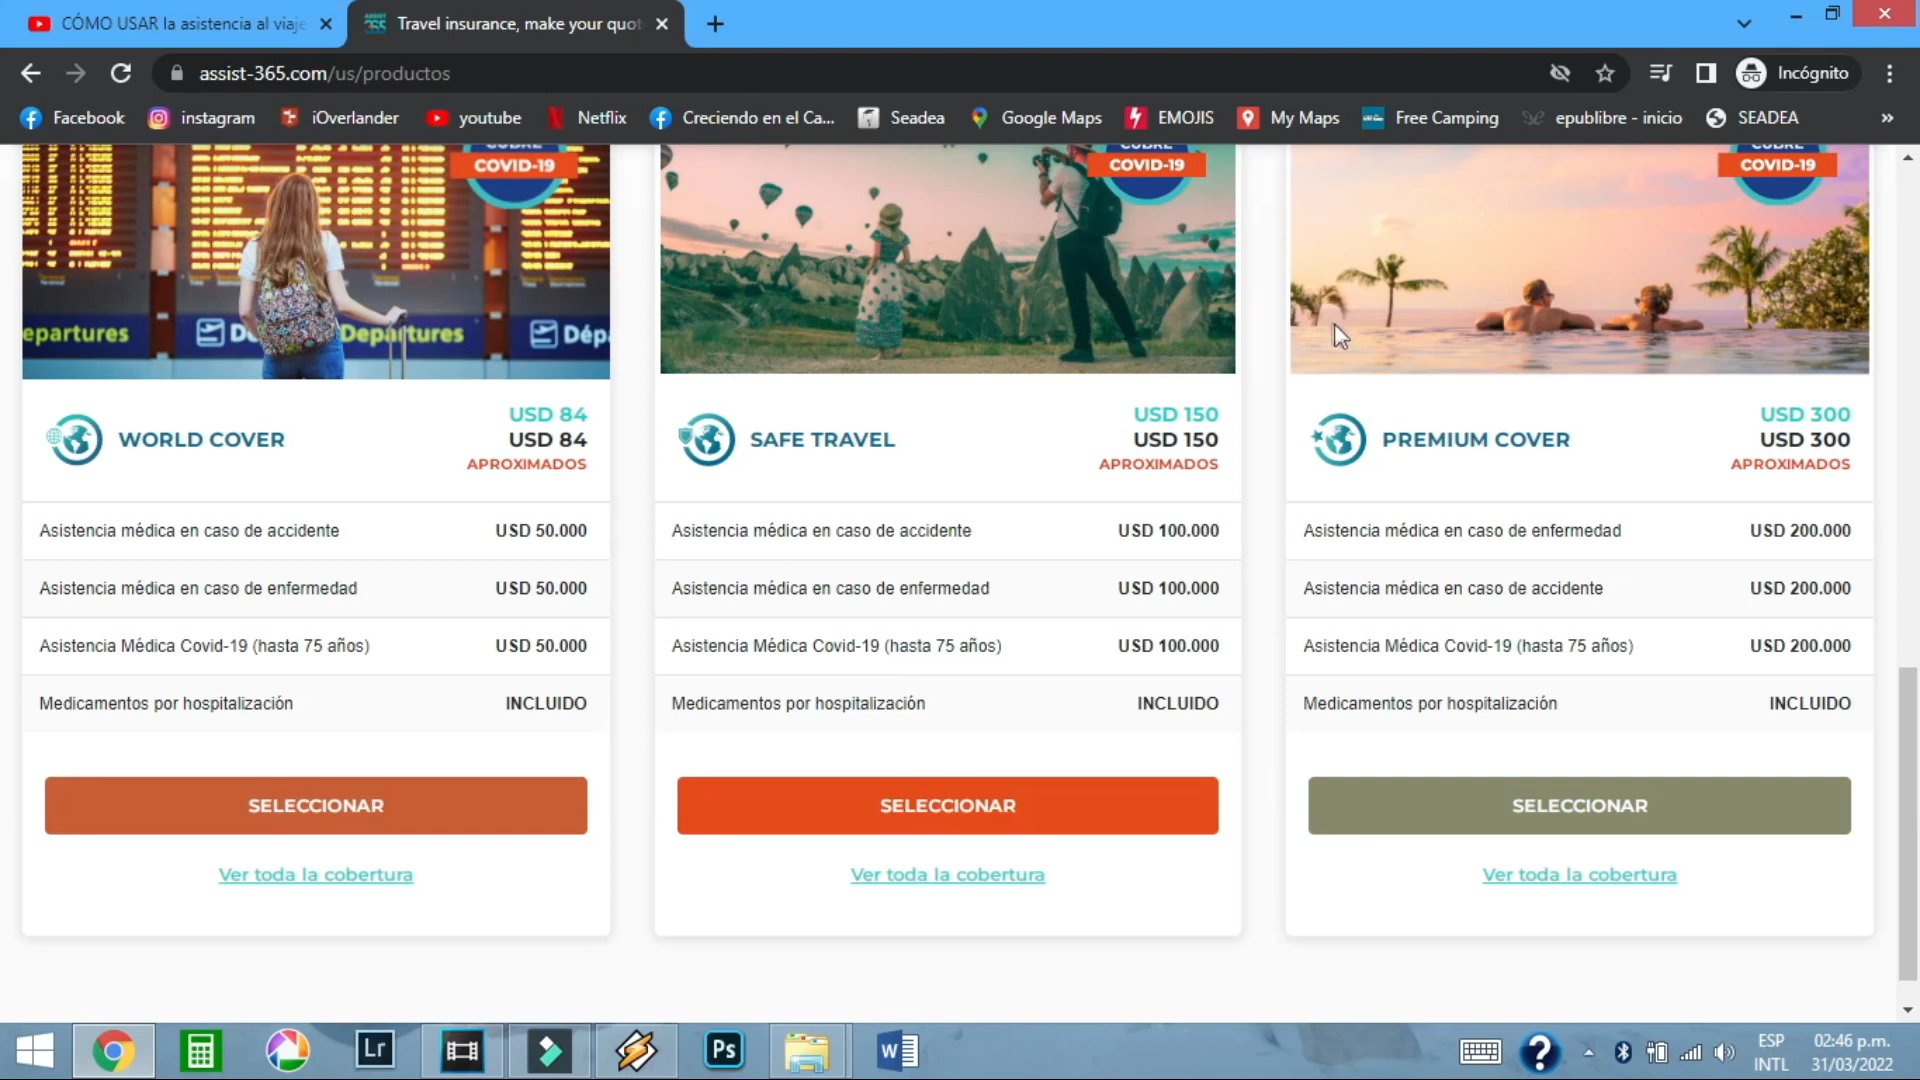 CÓMO USAR la asistencia al viaje
Travel insurance, make your quot
assist-365.com/us/productos
Incógnito
Facebook
instagram
iOverlander
youtube
Netflix
Creciendo en el Ca...
Seadea
Google Maps
EMOJIS
My Maps
Free Camping
epublibre - inicio
SEADEA
»
CUBRE
COVID-19
CUBRE
COVID-19
CUBRE
COVID-19
epartures
Departures
Dép
WORLD COVER
USD 84
USD 84
APROXIMADOS
Asistencia médica en caso de accidente USD 50.000
Asistencia médica en caso de enfermedad USD 50.000
Asistencia Médica Covid-19 (hasta 75 años) USD 50.000
Medicamentos por hospitalización INCLUIDO
SELECCIONAR
Ver toda la cobertura
SAFE TRAVEL
USD 150
USD 150
APROXIMADOS
Asistencia médica en caso de accidente USD 100.000
Asistencia médica en caso de enfermedad USD 100.000
Asistencia Médica Covid-19 (hasta 75 años) USD 100.000
Medicamentos por hospitalización INCLUIDO
SELECCIONAR
Ver toda la cobertura
PREMIUM COVER
USD 300
USD 300
APROXIMADOS
Asistencia médica en caso de enfermedad USD 200.000
Asistencia médica en caso de accidente USD 200.000
Asistencia Médica Covid-19 (hasta 75 años) USD 200.000
Medicamentos por hospitalización INCLUIDO
SELECCIONAR
Ver toda la cobertura
Lr
Ps
W
?
ESP
INTL
02:46 p.m.
31/03/2022